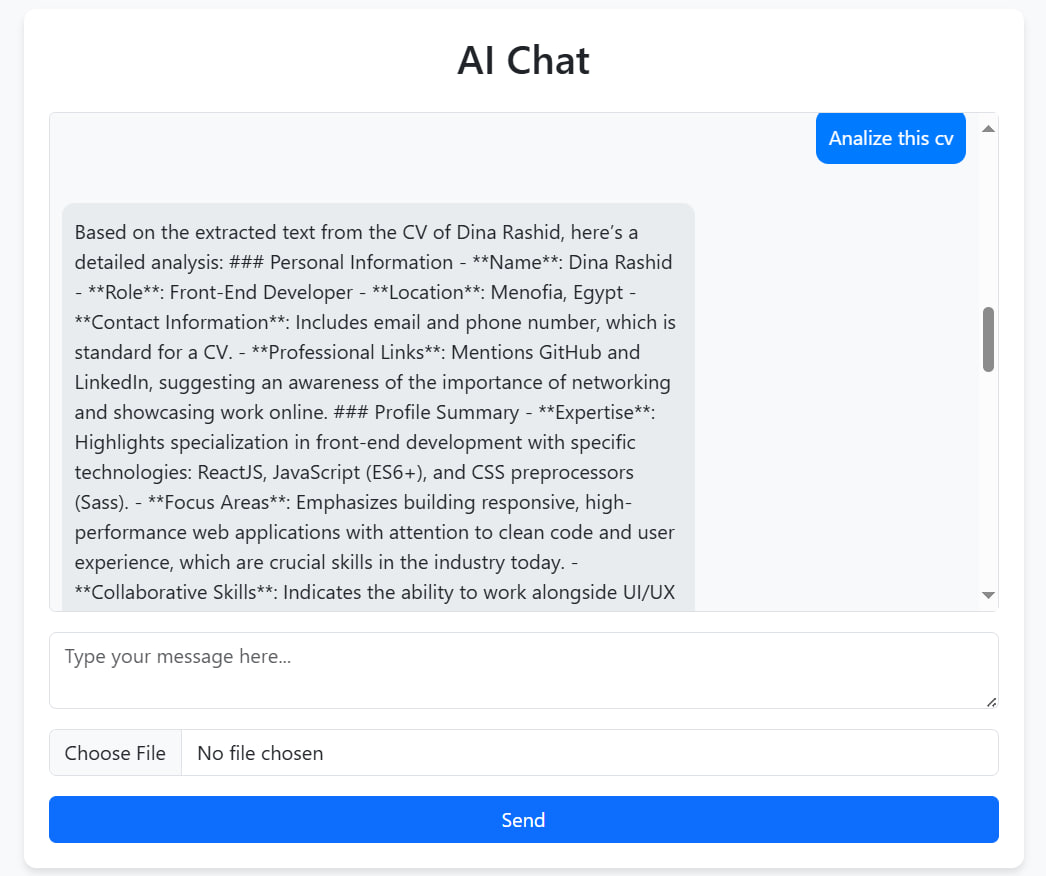 AI Chat
Analize this cv
Based on the extracted text from the CV of Dina Rashid, here’s a
detailed analysis: ### Personal Information - **Name**: Dina Rashid
- **Role**: Front-End Developer - **Location**: Menofia, Egypt -
**Contact Information**: Includes email and phone number, which is
standard for a CV. - **Professional Links**: Mentions GitHub and
LinkedIn, suggesting an awareness of the importance of networking
and showcasing work online. ### Profile Summary - **Expertise**:
Highlights specialization in front-end development with specific
technologies: ReactJS, JavaScript (ES6+), and CSS preprocessors
(Sass). - **Focus Areas**: Emphasizes building responsive, high-
performance web applications with attention to clean code and user
experience, which are crucial skills in the industry today. -
**Collaborative Skills**: Indicates the ability to work alongside UI/UX
Type your message here...
Choose File No file chosen
Send